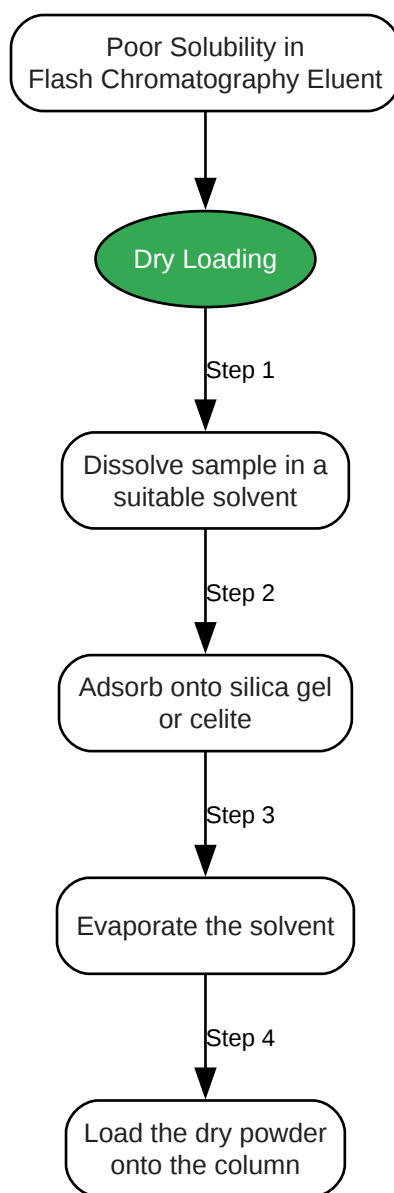 Poor Solubility in
Flash Chromatography Eluent
Dry Loading
Step 1
Dissolve sample in a
suitable solvent
Step 2
Adsorb onto silica gel
or celite
Step 3
Evaporate the solvent
Step 4
Load the dry powder
onto the column